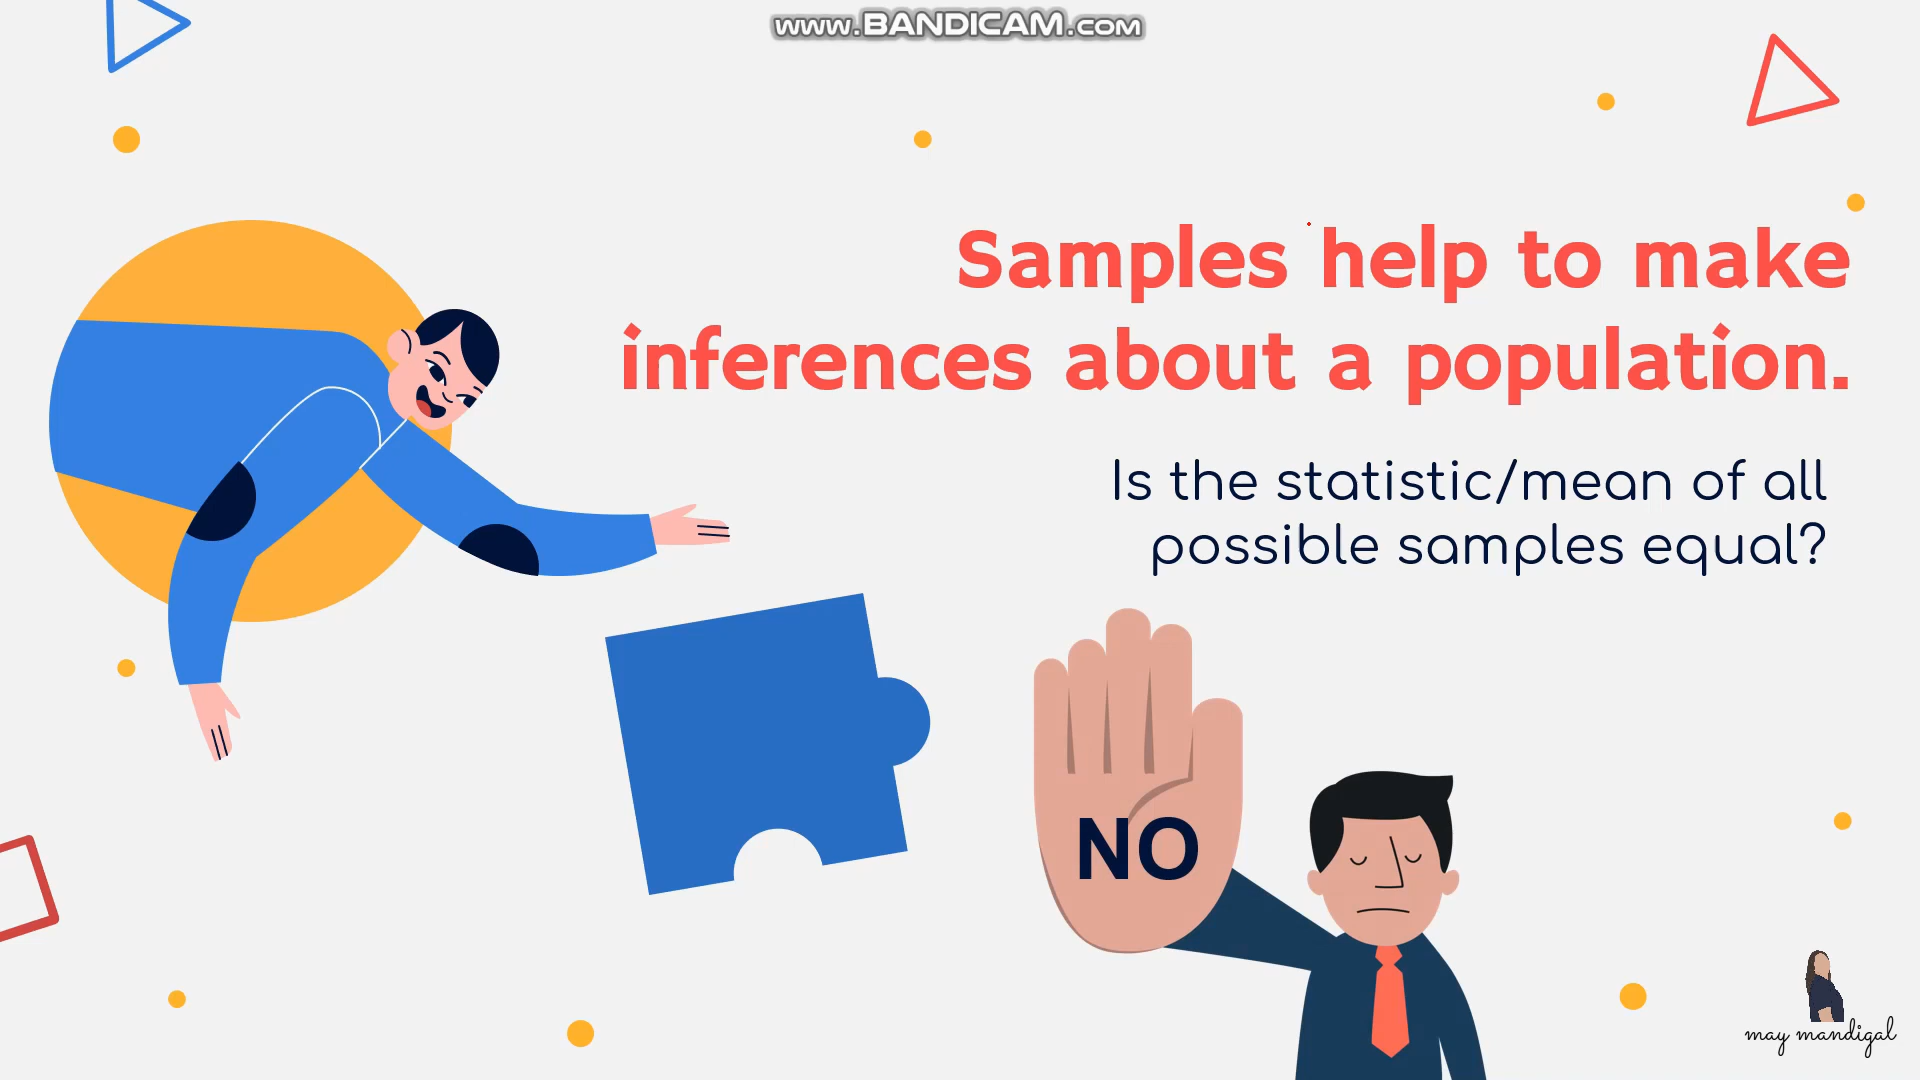 www.BANDICAM.com
Samples help to make
inferences about a population.
Is the statistic/mean of all
possible samples equal?
NO
may mandigal